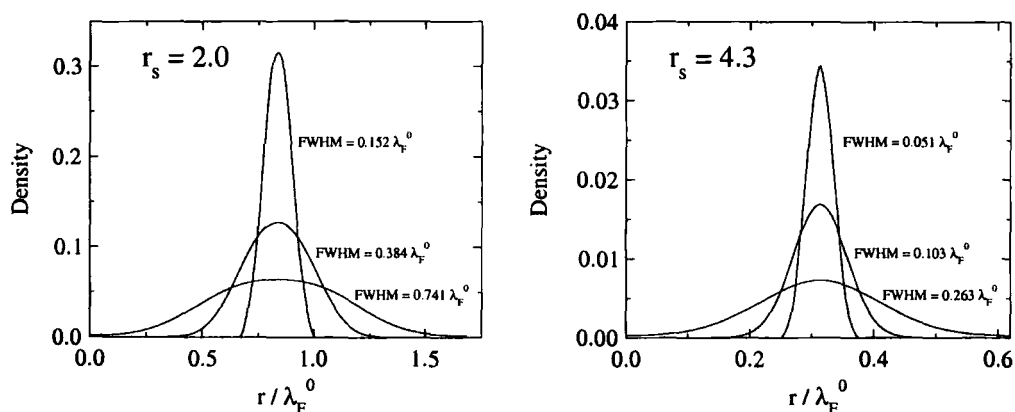 r_s = 2.0
Density
0.3
0.2
0.1
0.0
FWHM = 0.152 λ_F^0
FWHM = 0.384 λ_F^0
FWHM = 0.741 λ_F^0
0.0 0.5 1.0 1.5
r / λ_F^0
r_s = 4.3
Density
0.04
0.03
0.02
0.01
0.00
FWHM = 0.051 λ_F^0
FWHM = 0.103 λ_F^0
FWHM = 0.263 λ_F^0
0.0 0.2 0.4 0.6
r / λ_F^0